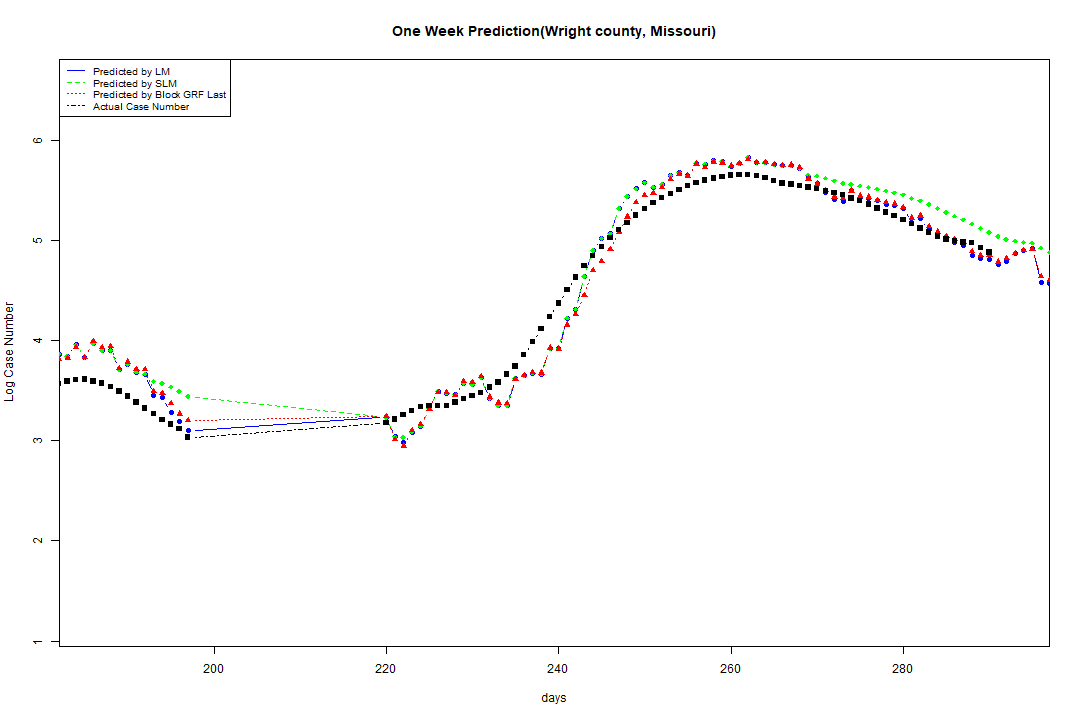 One Week Prediction(Wright county, Missouri)
Predicted by LM
Predicted by SLM
Predicted by Block GRF Last
Actual Case Number
Log Case Number
6
5
4
3
2
1
200 220 240 260 280
days